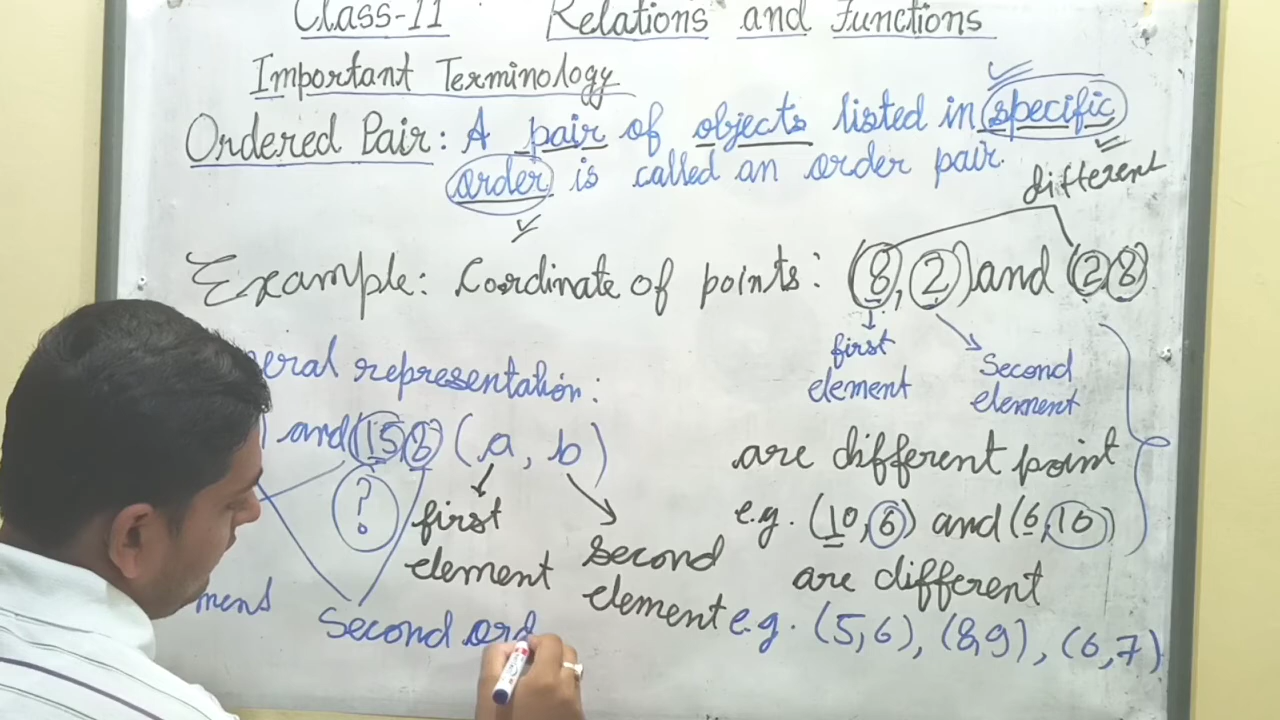 Class-11 Relations and Functions
Important Terminology
Ordered Pair: A pair of objects listed in specific
order is called an order pair.
different
Example: Coordinate of points: (8, 2) and (2, 8)
first
element
Second
element
eral representation:
) and (15, 6) (a, b)
?
first
element
Second
element
are different point
e.g. (10, 6) and (6, 10)
are different
e.g. (5,6), (8,9), (6,7)
ment
Second ord